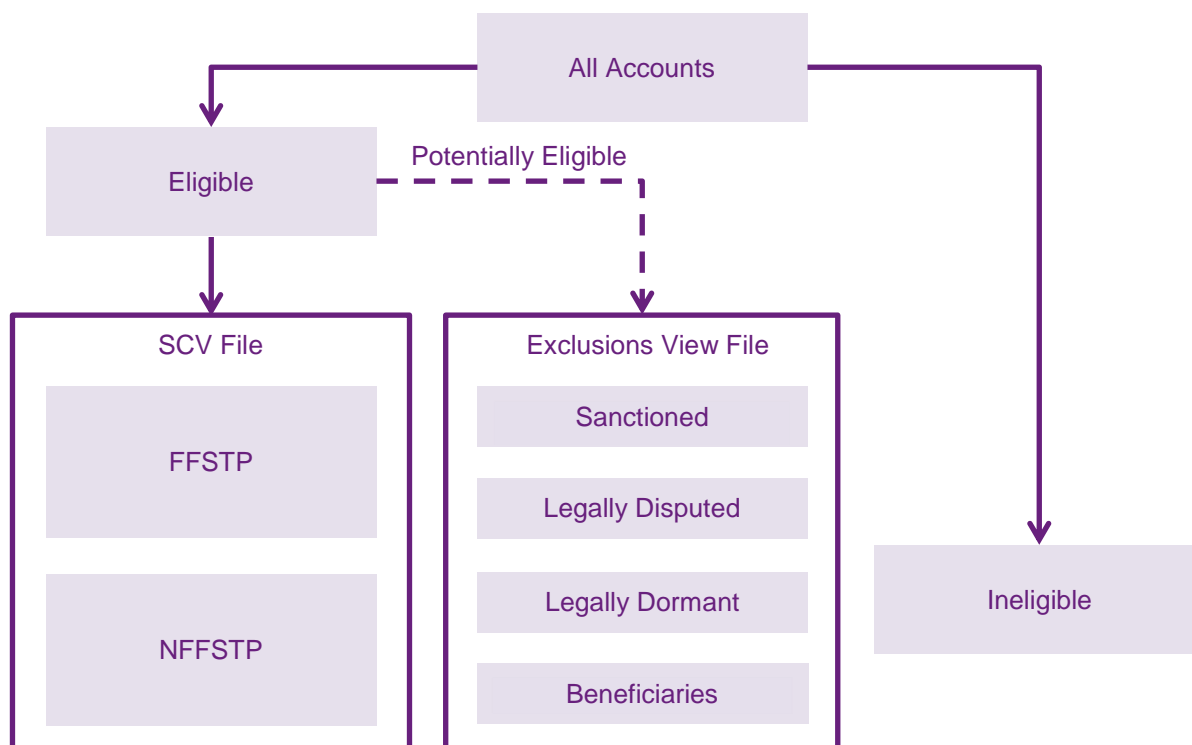 All Accounts
Eligible
Potentially Eligible
SCV File
FFSTP
NFFSTP
Exclusions View File
Sanctioned
Legally Disputed
Legally Dormant
Beneficiaries
Ineligible